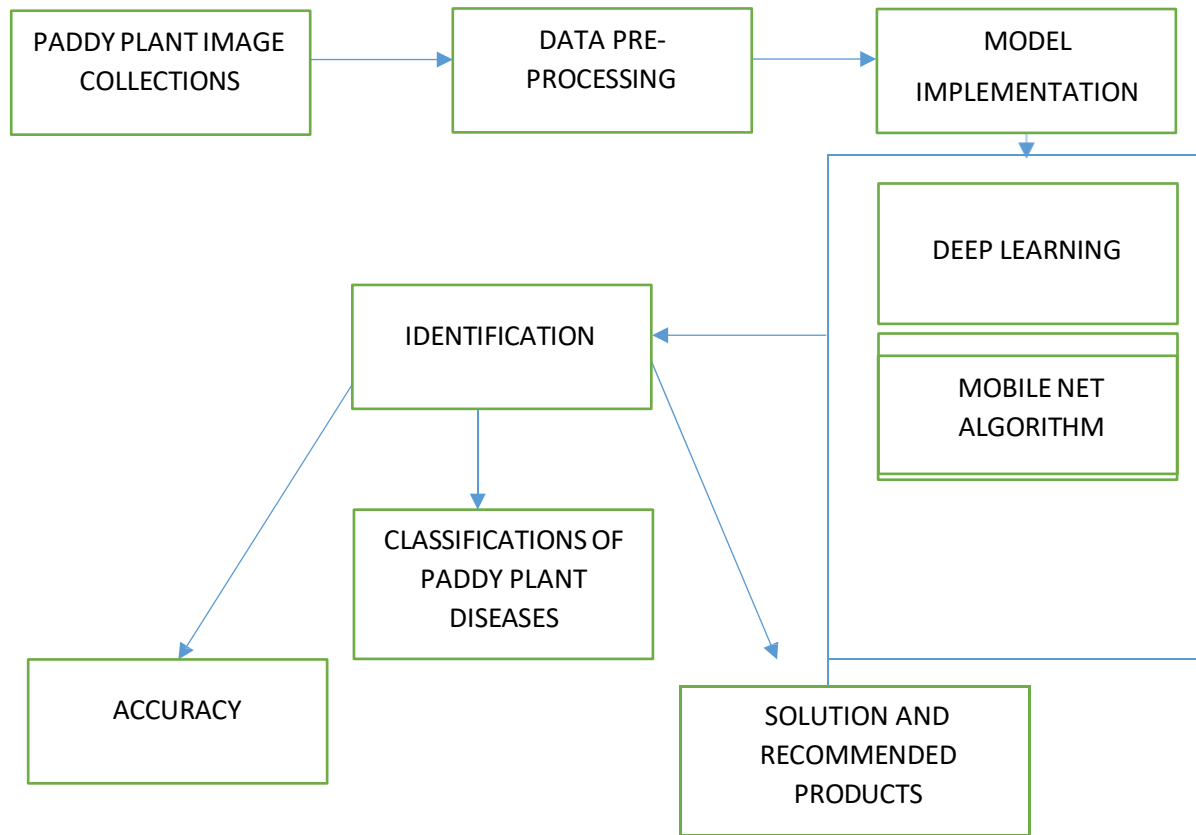 PADDY PLANT IMAGE
COLLECTIONS
DATA PRE-
PROCESSING
MODEL
IMPLEMENTATION
DEEP LEARNING
MOBILE NET
ALGORITHM
IDENTIFICATION
CLASSIFICATIONS OF
PADDY PLANT
DISEASES
ACCURACY
SOLUTION AND
RECOMMENDED
PRODUCTS